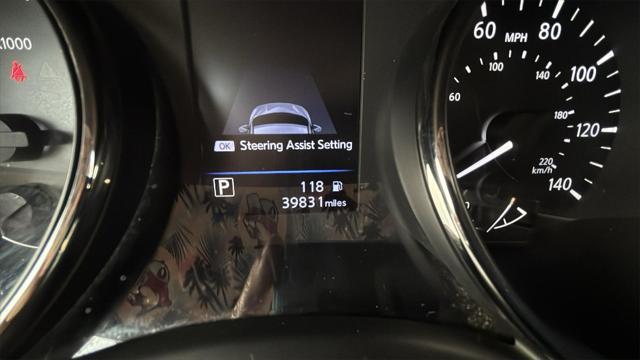 x1000
OK Steering Assist Setting
P 118
39831 miles
60 80 100 120 140
MPH
60 100 140 180 220
km/h